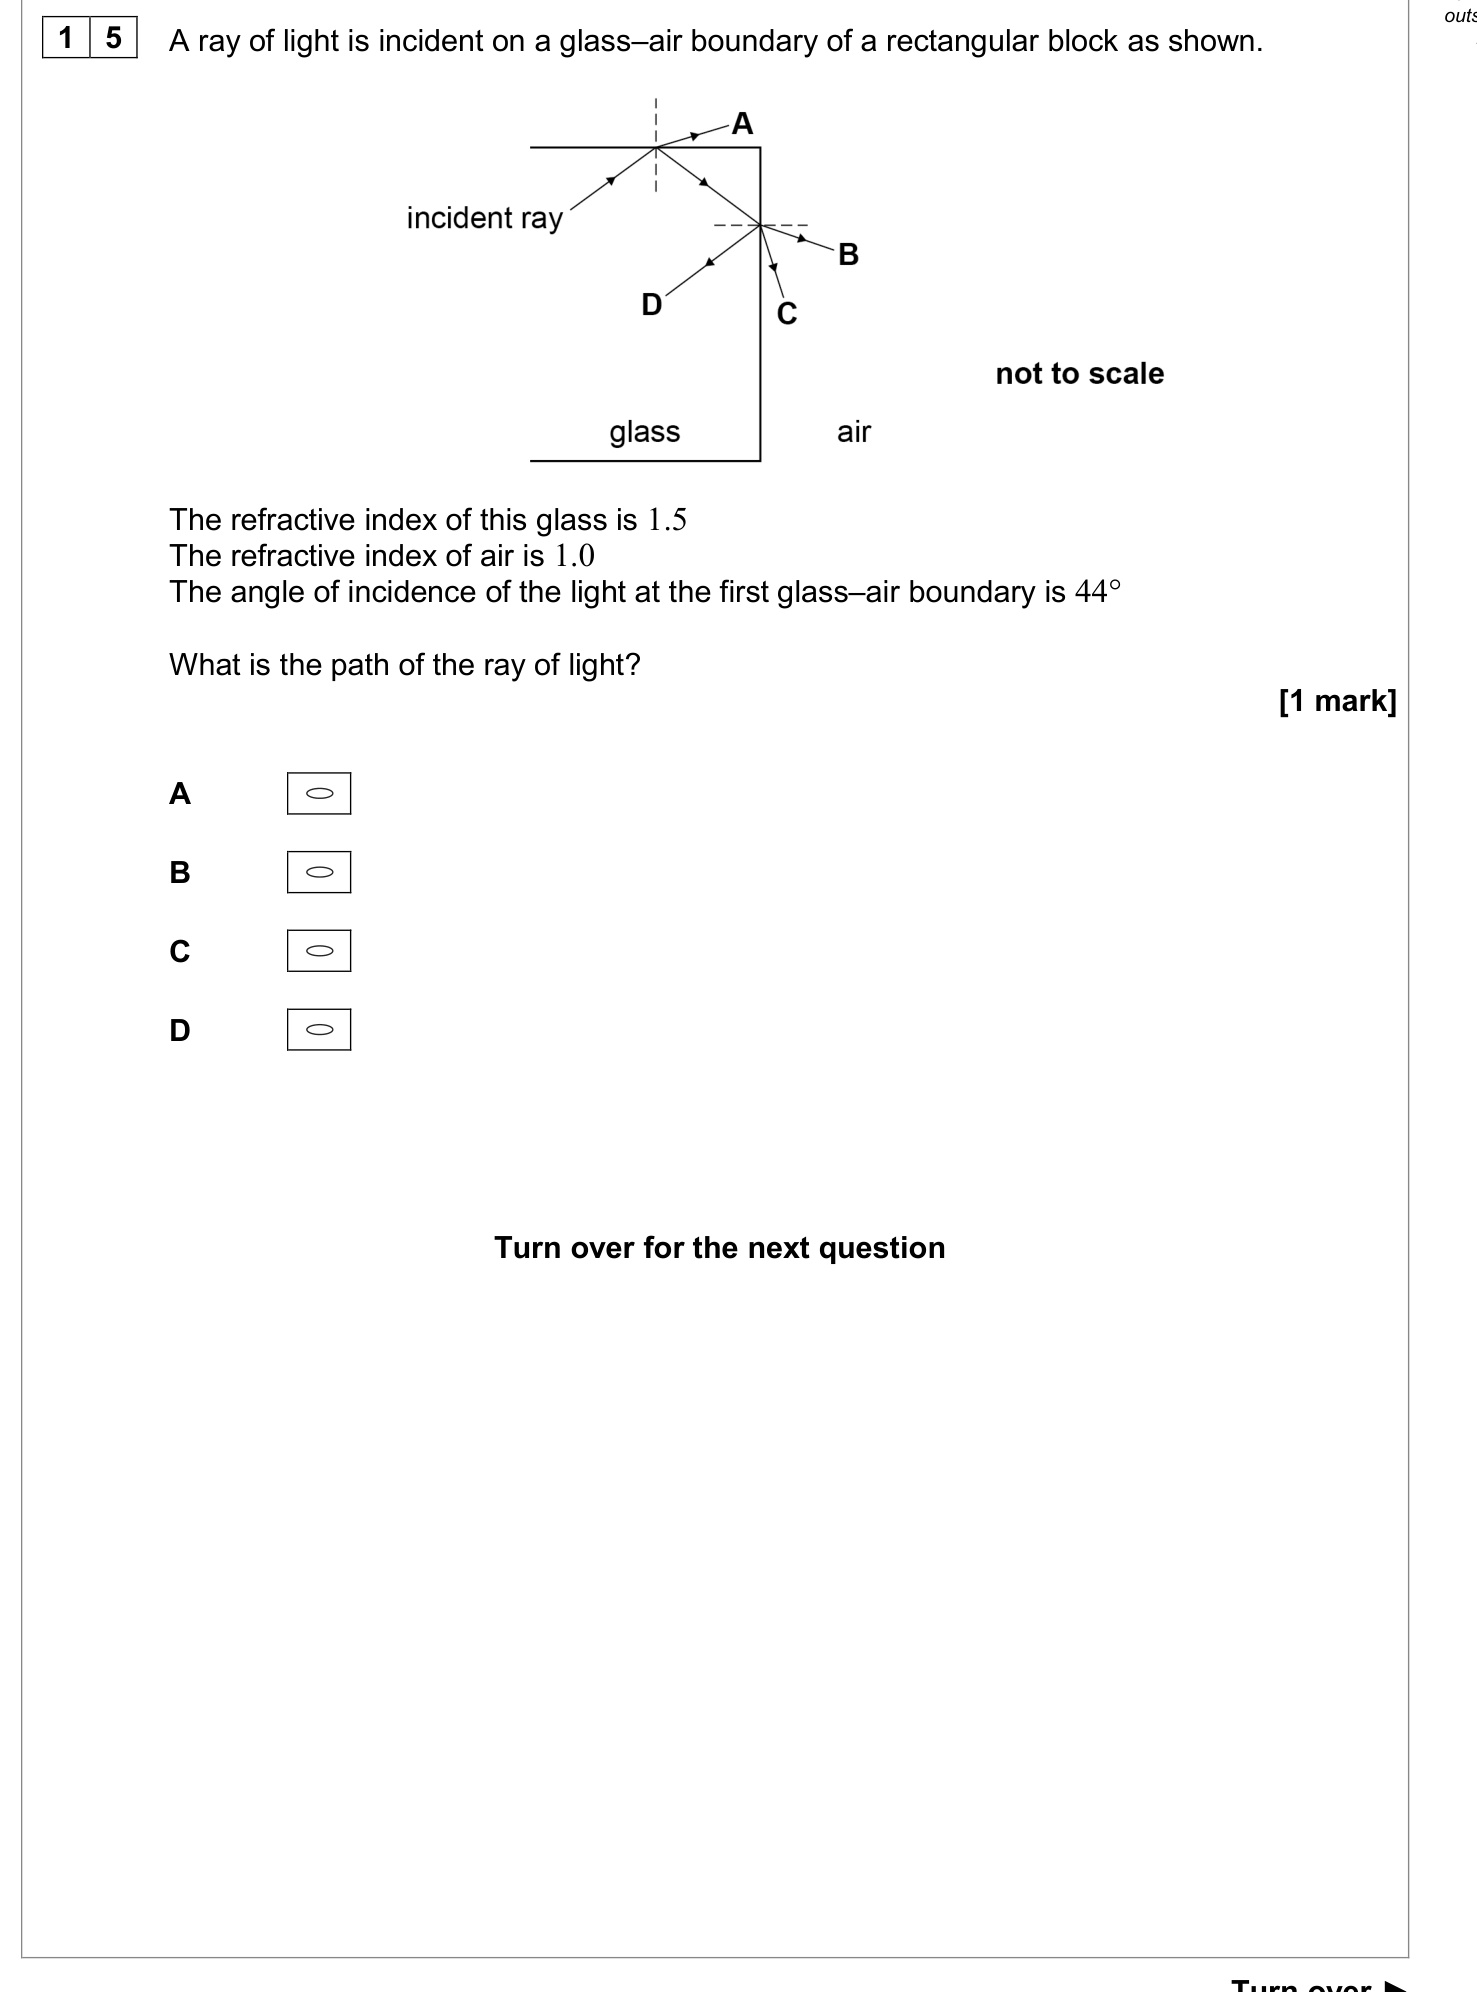 outs
1 5 A ray of light is incident on a glass–air boundary of a rectangular block as shown.
A
incident ray
B
D
C
not to scale
glass air
The refractive index of this glass is 1.5
The refractive index of air is 1.0
The angle of incidence of the light at the first glass–air boundary is 44°
What is the path of the ray of light?
[1 mark]
A
B
C
D
Turn over for the next question
Turn over ►